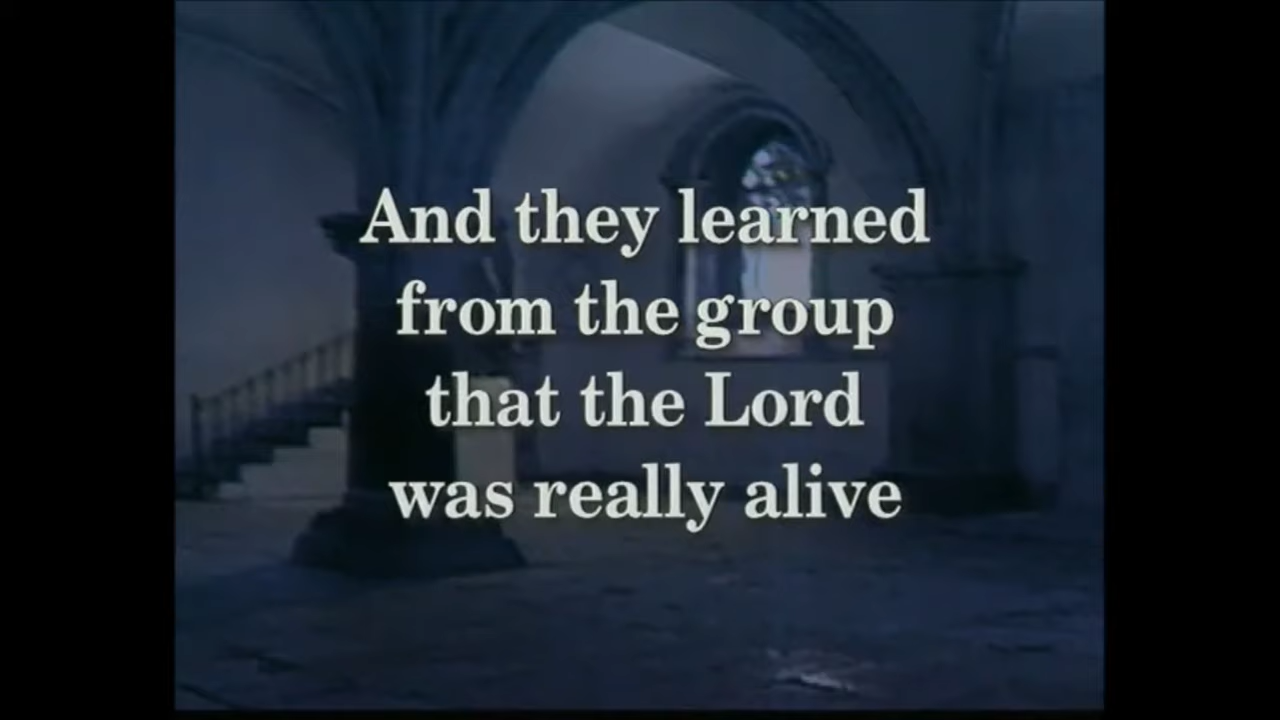 And they learned
from the group
that the Lord
was really alive